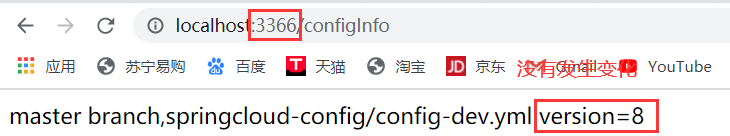 localhost:3366/configInfo
应用 苏宁易购 百度 天猫 淘宝 京东 Gmail YouTube
没有发生变化
master branch,springcloud-config/config-dev.yml version=8